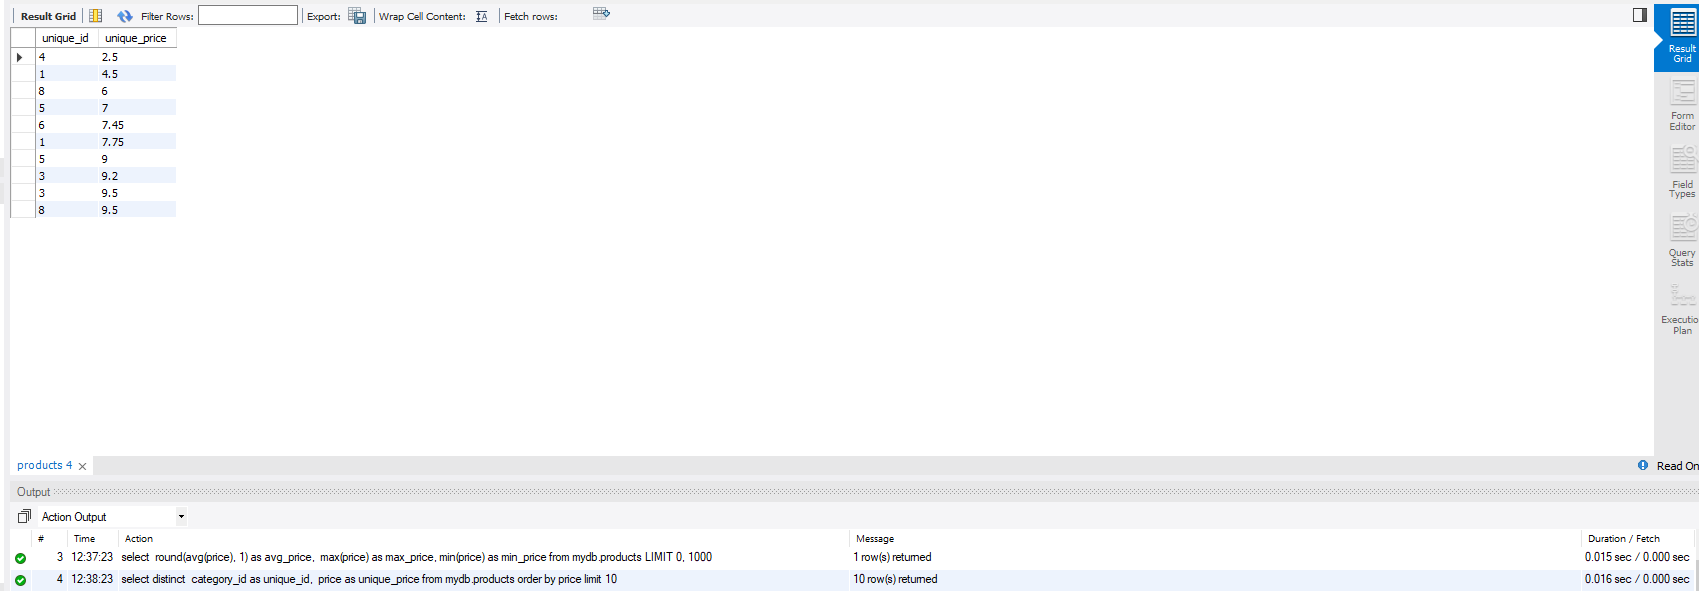 Result Grid Filter Rows: Export: Wrap Cell Content: Fetch rows:
unique_id unique_price
4 2.5
1 4.5
8 6
5 7
6 7.45
1 7.75
5 9
3 9.2
3 9.5
8 9.5
Result
Grid
Form
Editor
Field
Types
Query
Stats
Executio
Plan
products 4
Read On
Output
Action Output
# Time Action Message Duration / Fetch
3 12:37:23 select round(avg(price), 1) as avg_price, max(price) as max_price, min(price) as min_price from mydb.products LIMIT 0, 1000 1 row(s) returned 0.015 sec / 0.000 sec
4 12:38:23 select distinct category_id as unique_id, price as unique_price from mydb.products order by price limit 10 10 row(s) returned 0.016 sec / 0.000 sec